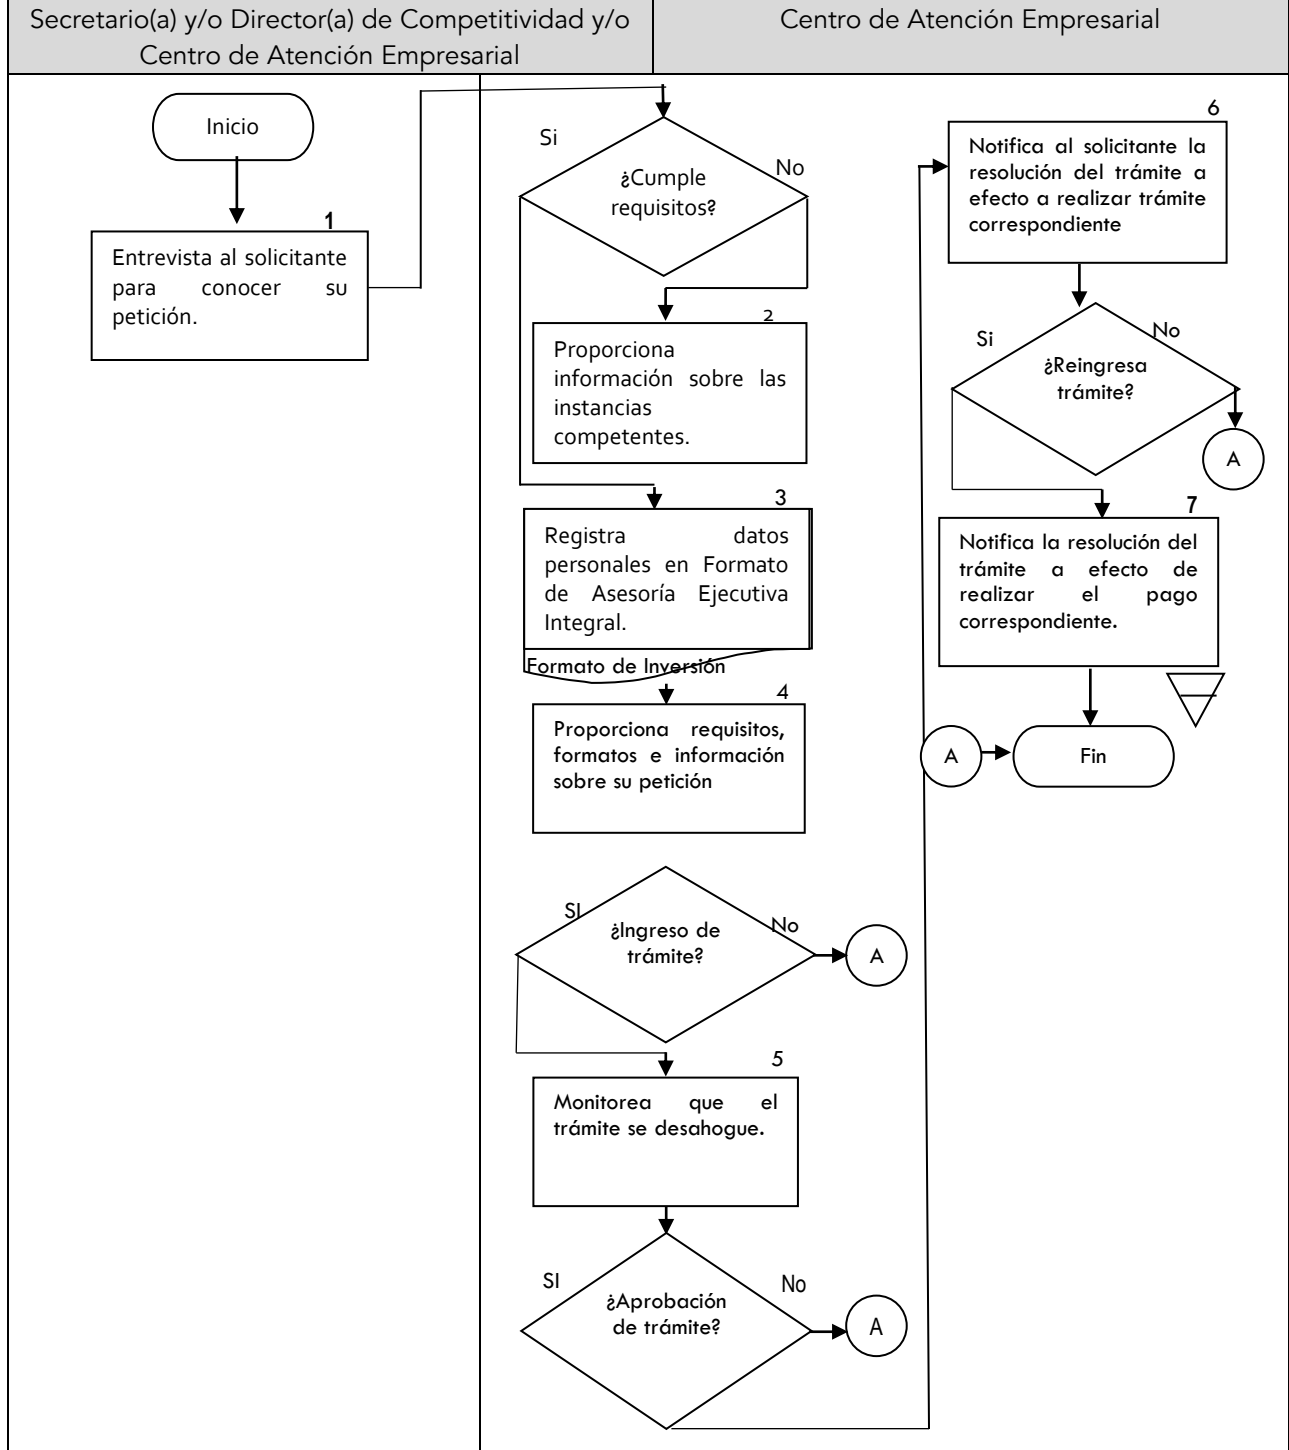 Secretario(a) y/o Director(a) de Competitividad y/o
Centro de Atención Empresarial
Centro de Atención Empresarial
Inicio
1
Entrevista al solicitante
para conocer su
petición.
Si
¿Cumple
requisitos?
No
2
Proporciona
información sobre las
instancias
competentes.
3
Registra datos
personales en Formato
de Asesoría Ejecutiva
Integral.
Formato de Inversión
4
Proporciona requisitos,
formatos e información
sobre su petición
SI
¿Ingreso de
trámite?
No
A
5
Monitorea que el
trámite se desahogue.
SI
¿Aprobación
de trámite?
No
A
6
Notifica al solicitante la
resolución del trámite a
efecto a realizar trámite
correspondiente
Si
¿Reingresa
trámite?
No
A
7
Notifica la resolución del
trámite a efecto de
realizar el pago
correspondiente.
A
Fin